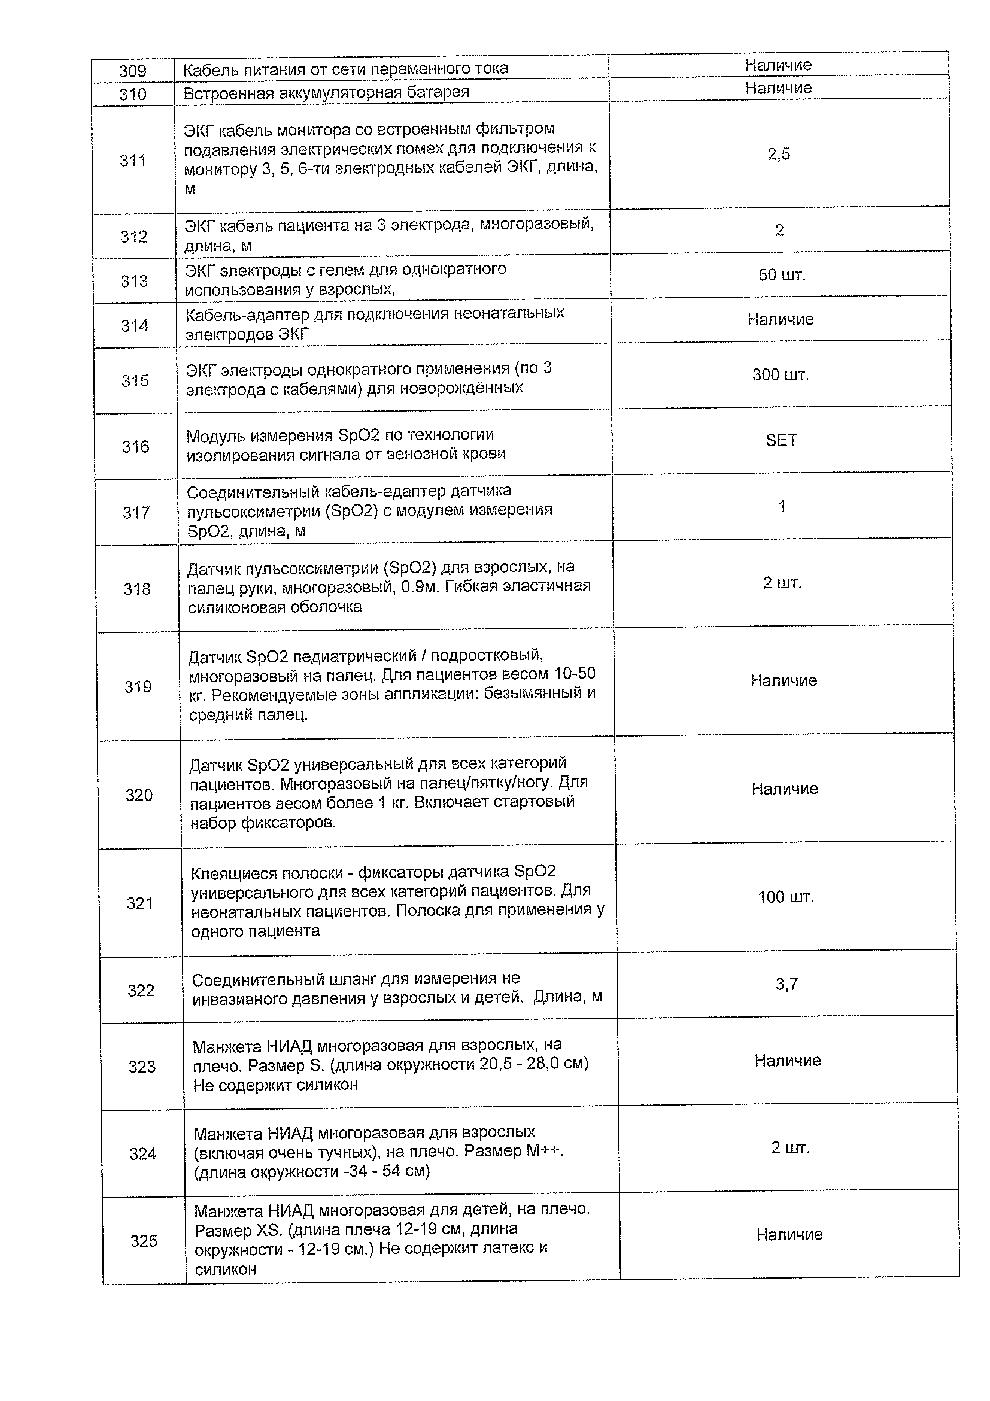 309 Кабель питания от сети переменного тока Наличие
310 Встроенная аккумуляторная батарея Наличие
ЭКГ кабель монитора со встроенным фильтром
подавления электрических помех для подключения к
311 монитору 3, 5, 6-ти электродных кабелей ЭКГ, длина, 2,5
м
312 ЭКГ кабель пациента на 3 электрода, многоразовый, 2
длина, м
313 ЭКГ электроды с гелем для однократного 50 шт.
использования у взрослых,
314 Кабель-адаптер для подключения неонатальных Наличие
электродов ЭКГ
315 ЭКГ электроды однократного применения (по 3 300 шт.
электрода с кабелями) для новорождённых
316 Модуль измерения SpO2 по технологии SET
изолирования сигнала от венозной крови
Соединительный кабель-адаптер датчика
317 пульсоксиметрии (SpO2) с модулем измерения 1
SpO2, длина, м
Датчик пульсоксиметрии (SpO2) для взрослых, на
318 палец руки, многоразовый, 0.9м. Гибкая эластичная 2 шт.
силиконовая оболочка
Датчик SpO2 педиатрический / подростковый,
319 многоразовый на палец. Для пациентов весом 10-50 Наличие
кг. Рекомендуемые зоны аппликации: безымянный и
средний палец.
Датчик SpO2 универсальный для всех категорий
320 пациентов. Многоразовый на палец/пятку/ногу. Для Наличие
пациентов весом более 1 кг. Включает стартовый
набор фиксаторов.
Клеящиеся полоски - фиксаторы датчика SpO2
321 универсального для всех категорий пациентов. Для 100 шт.
неонатальных пациентов. Полоска для применения у
одного пациента
322 Соединительный шланг для измерения не 3,7
инвазивного давления у взрослых и детей. Длина, м
Манжета НИАД многоразовая для взрослых, на
323 плечо. Размер S. (длина окружности 20,5 - 28,0 см) Наличие
Не содержит силикон
Манжета НИАД многоразовая для взрослых
324 (включая очень тучных), на плечо. Размер М++. 2 шт.
(длина окружности -34 - 54 см)
Манжета НИАД многоразовая для детей, на плечо.
325 Размер XS. (длина плеча 12-19 см, длина Наличие
окружности - 12-19 см.) Не содержит латекс и
силикон